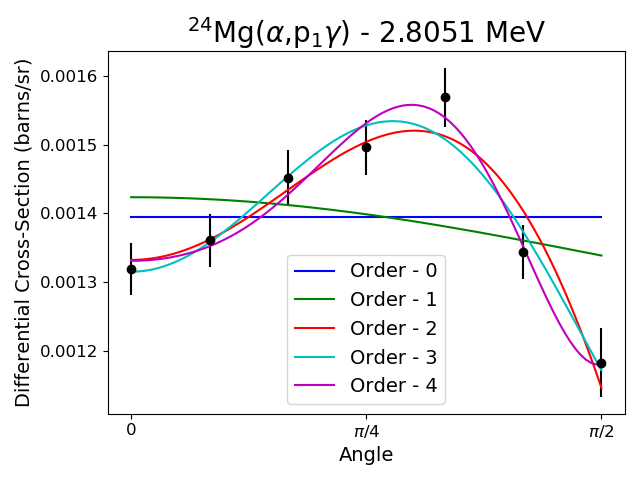 ²⁴Mg(α,p₁γ) - 2.8051 MeV
Differential Cross-Section (barns/sr)
0.0016
0.0015
0.0014
0.0013
0.0012
Order - 0
Order - 1
Order - 2
Order - 3
Order - 4
0
π/4
π/2
Angle